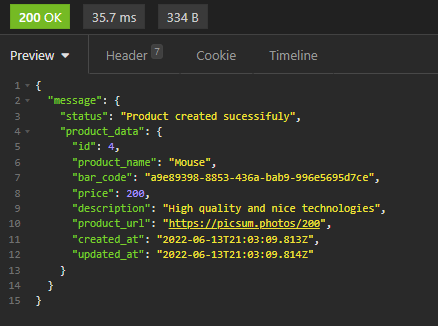 200 OK 35.7 ms 334 B
Preview Header 7 Cookie Timeline
1 {
2 "message": {
3 "status": "Product created sucessifuly",
4 "product_data": {
5 "id": 4,
6 "product_name": "Mouse",
7 "bar_code": "a9e89398-8853-436a-bab9-996e5695d7ce",
8 "price": 200,
9 "description": "High quality and nice technologies",
10 "product_url": "https://picsum.photos/200",
11 "created_at": "2022-06-13T21:03:09.813Z",
12 "updated_at": "2022-06-13T21:03:09.814Z"
13 }
14 }
15 }